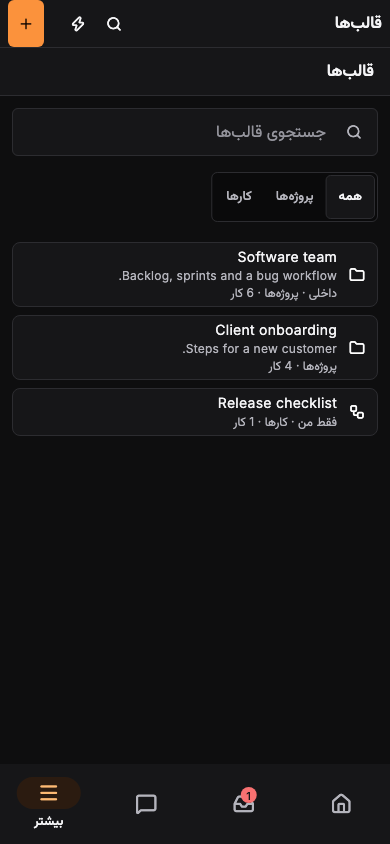 قالب‌ها
قالب‌ها
جستجوی قالب‌ها
همه
پروژه‌ها
کارها
Software team
Backlog, sprints and a bug workflow.
داخلی · پروژه‌ها · 6 کار
Client onboarding
Steps for a new customer.
پروژه‌ها · 4 کار
Release checklist
فقط من · کارها · 1 کار
1
بیشتر